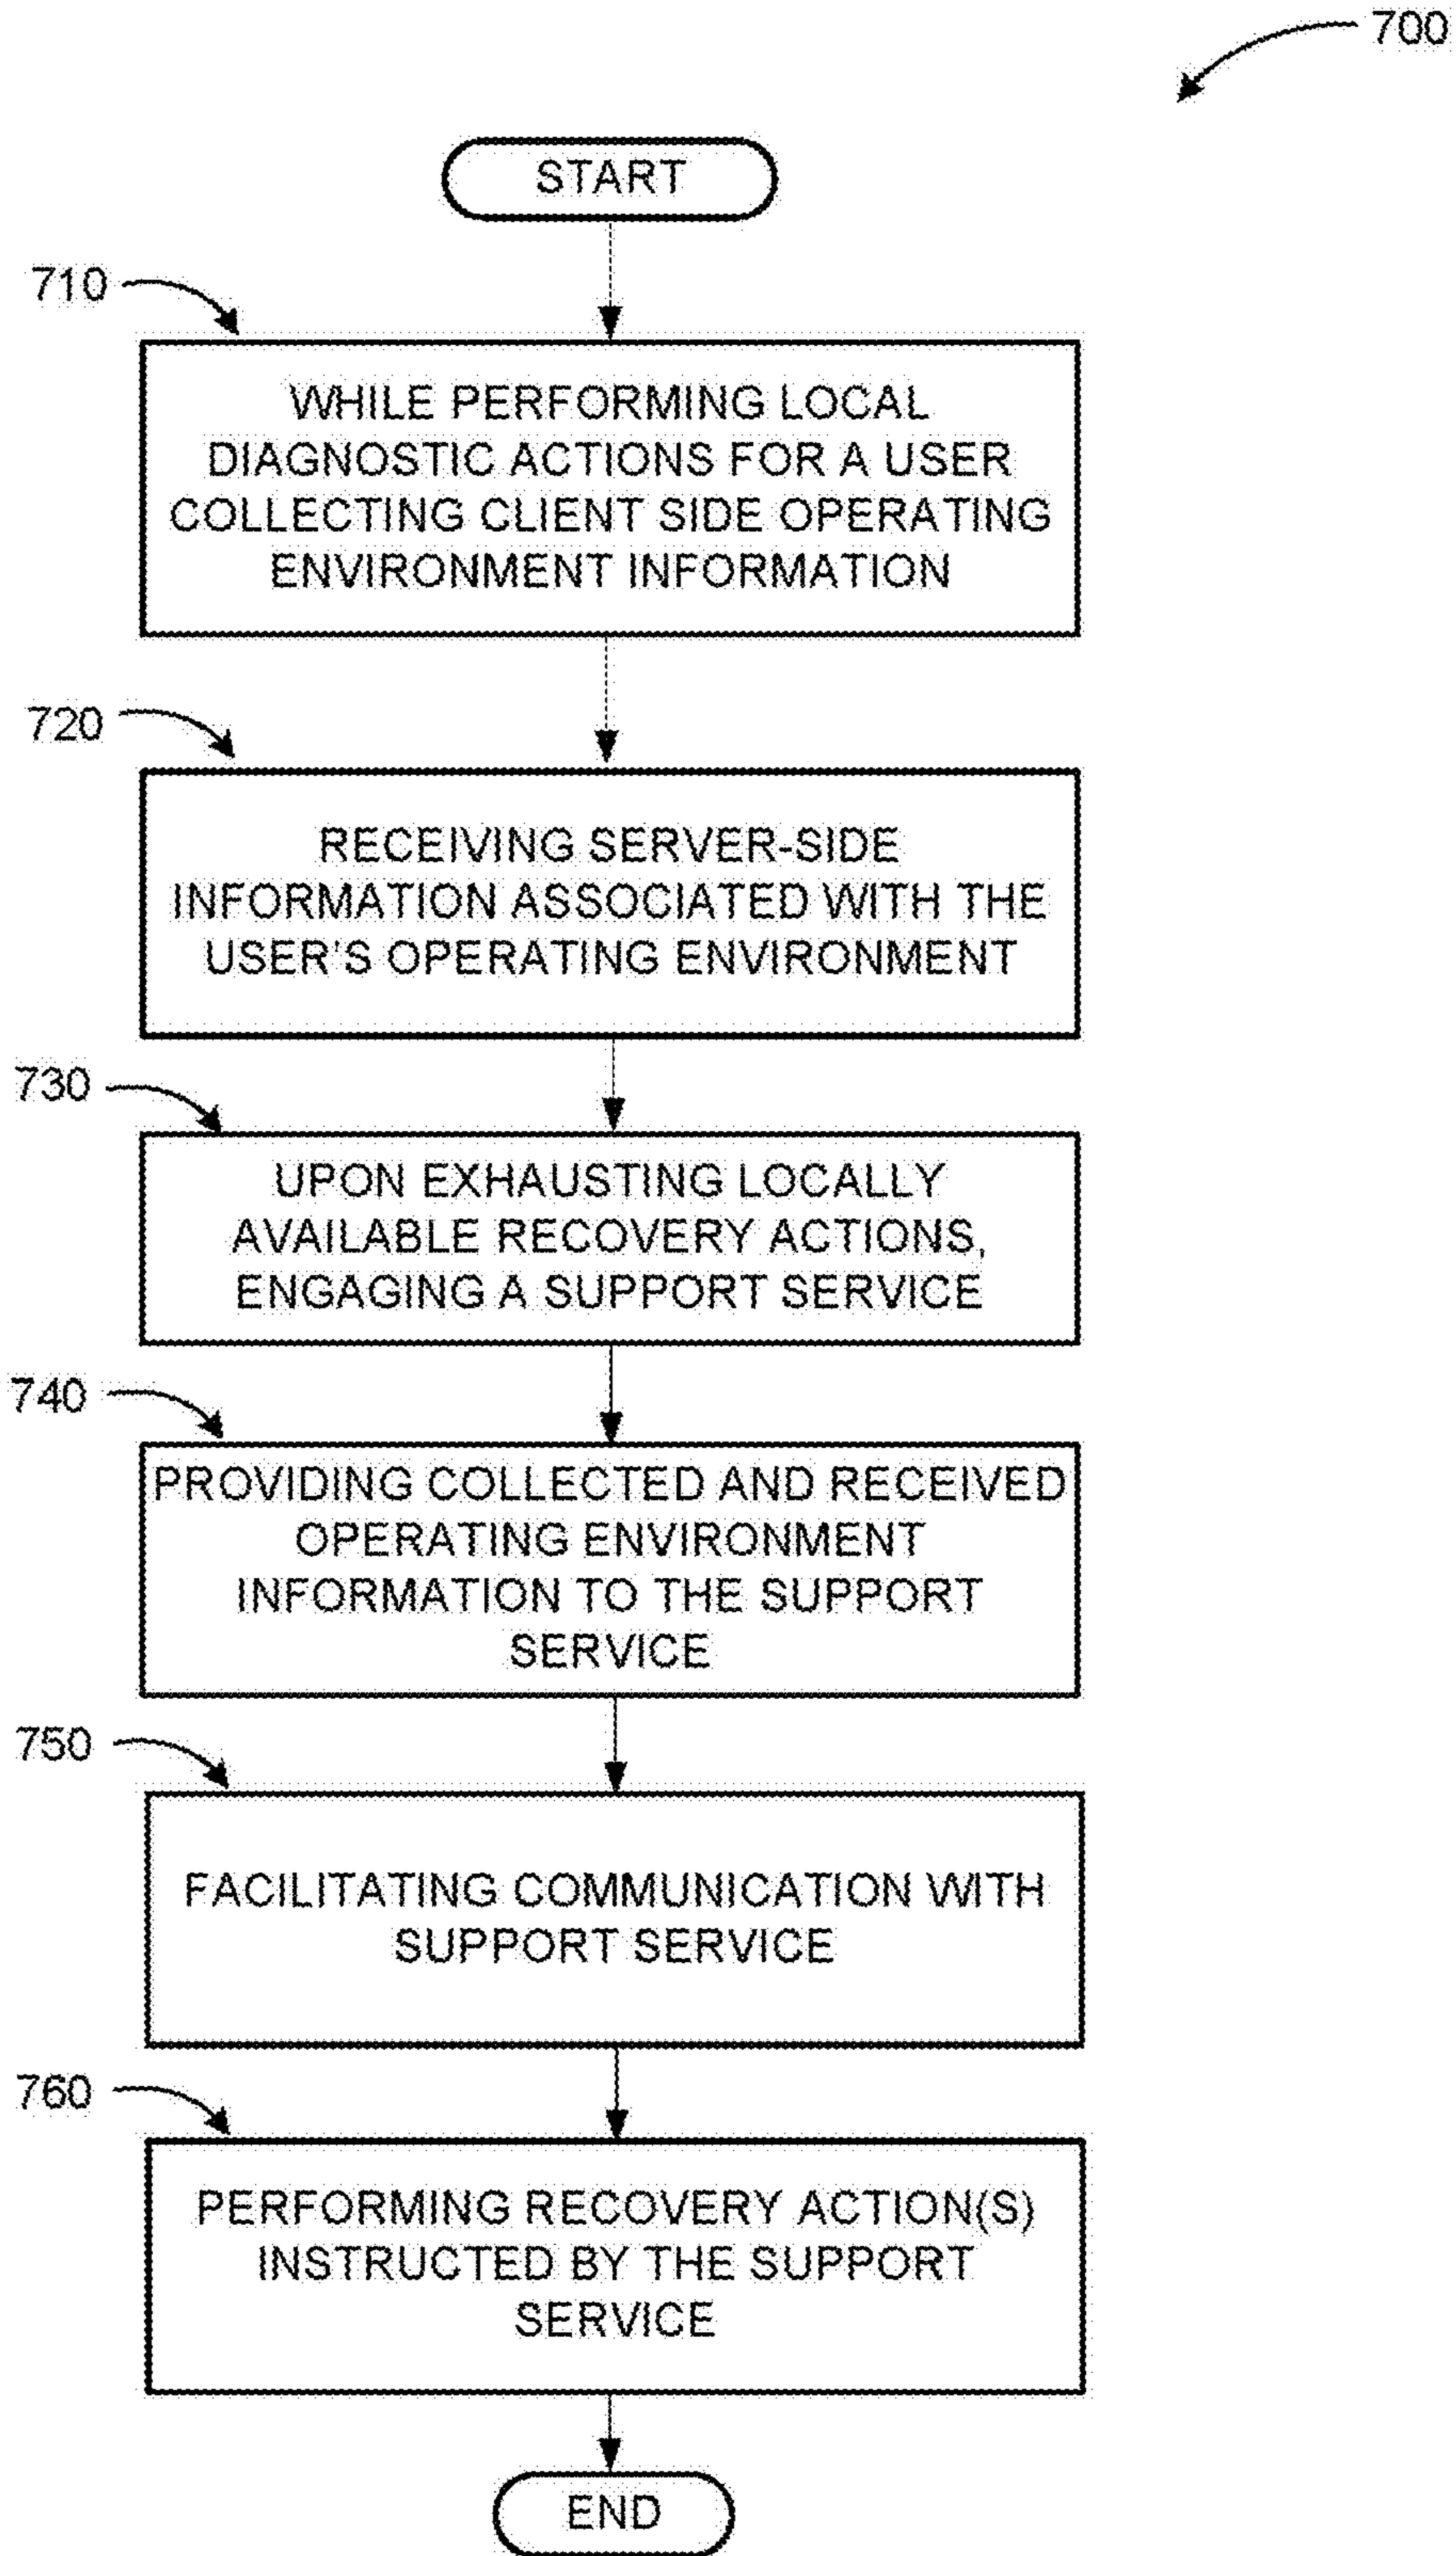 700
START
710
WHILE PERFORMING LOCAL
DIAGNOSTIC ACTIONS FOR A USER
COLLECTING CLIENT SIDE OPERATING
ENVIRONMENT INFORMATION
720
RECEIVING SERVER-SIDE
INFORMATION ASSOCIATED WITH THE
USER'S OPERATING ENVIRONMENT
730
UPON EXHAUSTING LOCALLY
AVAILABLE RECOVERY ACTIONS,
ENGAGING A SUPPORT SERVICE
740
PROVIDING COLLECTED AND RECEIVED
OPERATING ENVIRONMENT
INFORMATION TO THE SUPPORT
SERVICE
750
FACILITATING COMMUNICATION WITH
SUPPORT SERVICE
760
PERFORMING RECOVERY ACTION(S)
INSTRUCTED BY THE SUPPORT
SERVICE
END